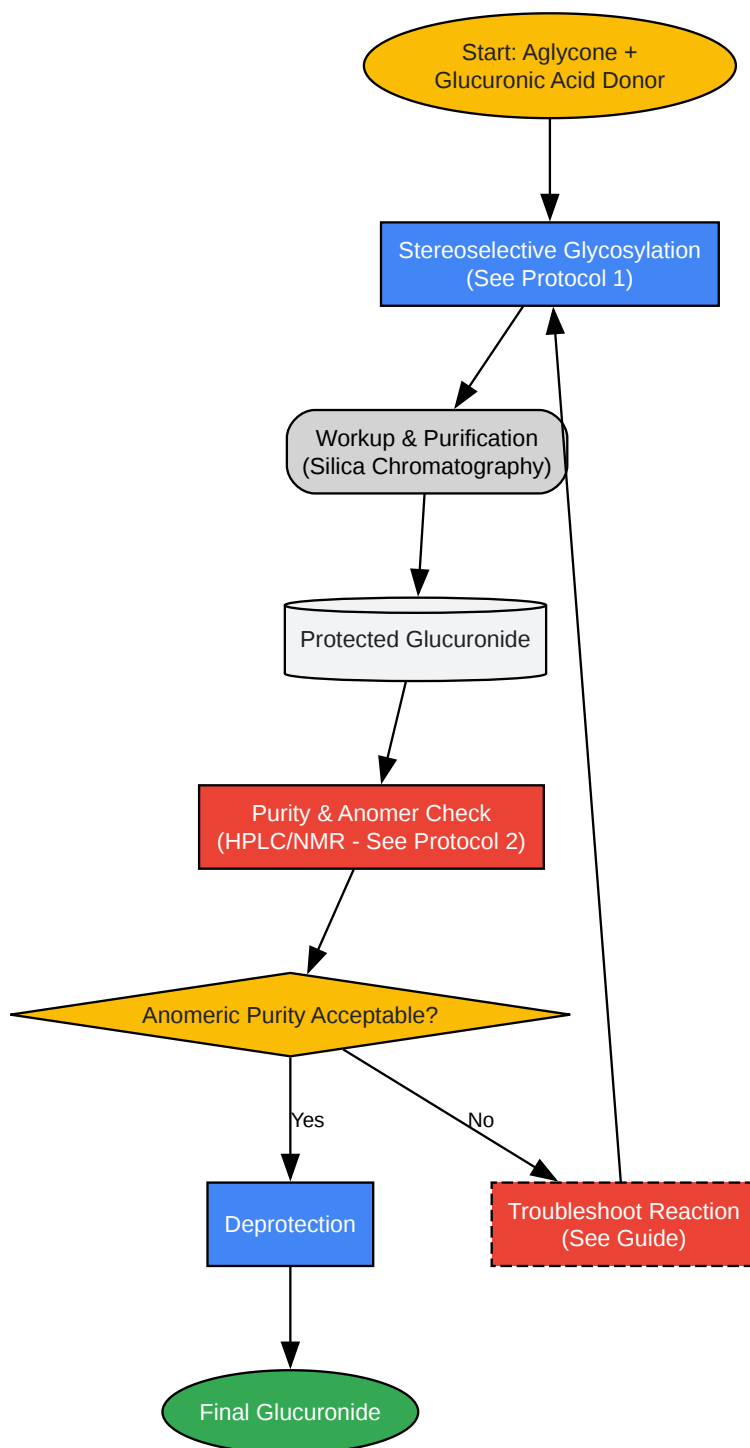 Start: Aglycone +
Glucuronic Acid Donor
Stereoselective Glycosylation
(See Protocol 1)
Workup & Purification
(Silica Chromatography)
Protected Glucuronide
Purity & Anomer Check
(HPLC/NMR - See Protocol 2)
Anomeric Purity Acceptable?
Yes
No
Deprotection
Troubleshoot Reaction
(See Guide)
Final Glucuronide